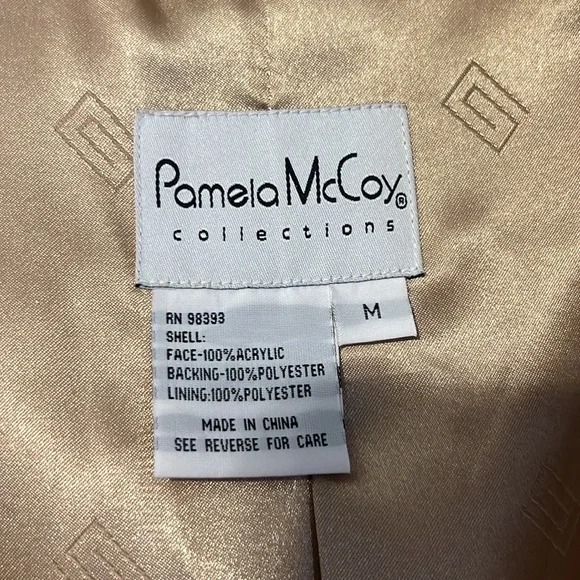 Pamela McCoy®
collections
M
RN 98393
SHELL:
FACE-100%ACRYLIC
BACKING-100%POLYESTER
LINING:100%POLYESTER
MADE IN CHINA
SEE REVERSE FOR CARE